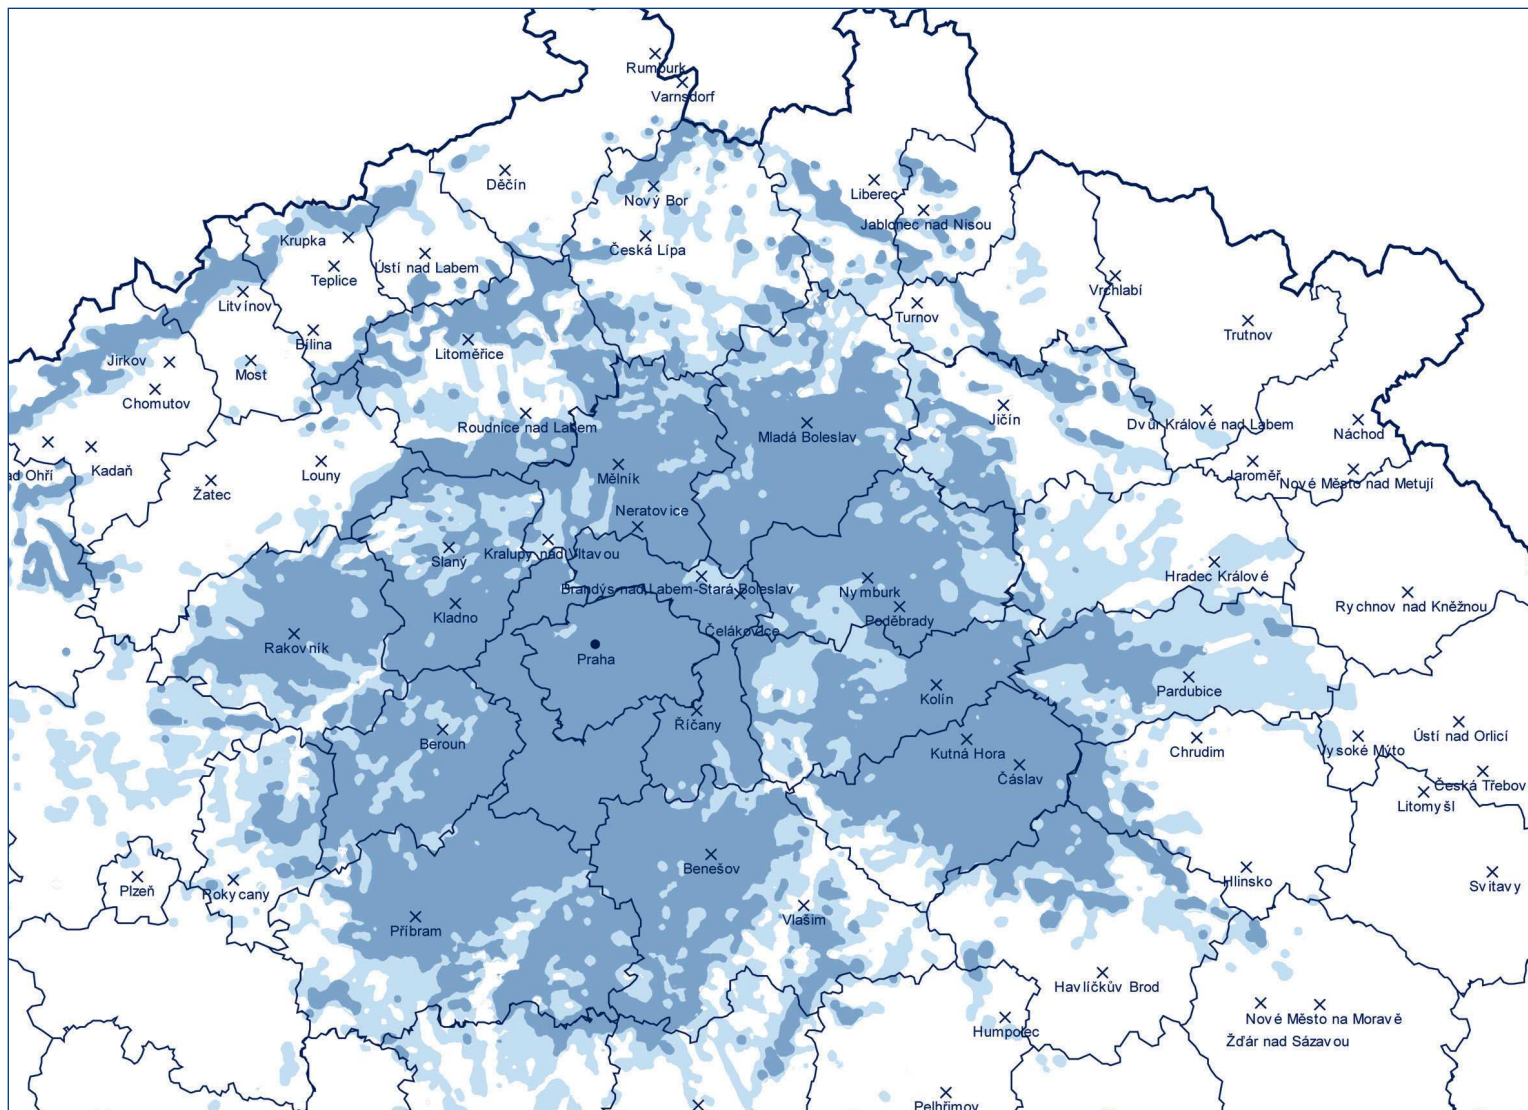 Rumburk
Varnsdorf
Děčín
Nový Bor
Liberec
Jablonec nad Nisou
Krupka
Česká Lípa
Teplice
Ústí nad Labem
Litvínov
Vrchlabí
Turnov
Trutnov
Bílina
Litoměřice
Jirkov
Most
Chomutov
Roudnice nad Labem
Mladá Boleslav
Jičín
Dvůr Králové nad Labem
Náchod
ad Ohří
Kadaň
Louny
Žatec
Mělník
Jaroměř
Nové Město nad Metují
Neratovice
Slaný
Kralupy nad Vltavou
Hradec Králové
Brandýs nad Labem-Stará Boleslav
Nymburk
Rychnov nad Kněžnou
Kladno
Poděbrady
Čelákovice
Rakovník
Praha
Pardubice
Kolín
Říčany
Beroun
Kutná Hora
Chrudim
Vysoké Mýto
Ústí nad Orlicí
Čáslav
Česká Třebov
Litomyšl
Benešov
Plzeň
Rokycany
Hlinsko
Svitavy
Příbram
Vlašim
Havlíčkův Brod
Humpolec
Nové Město na Moravě
Žďár nad Sázavou
Pelhřimov